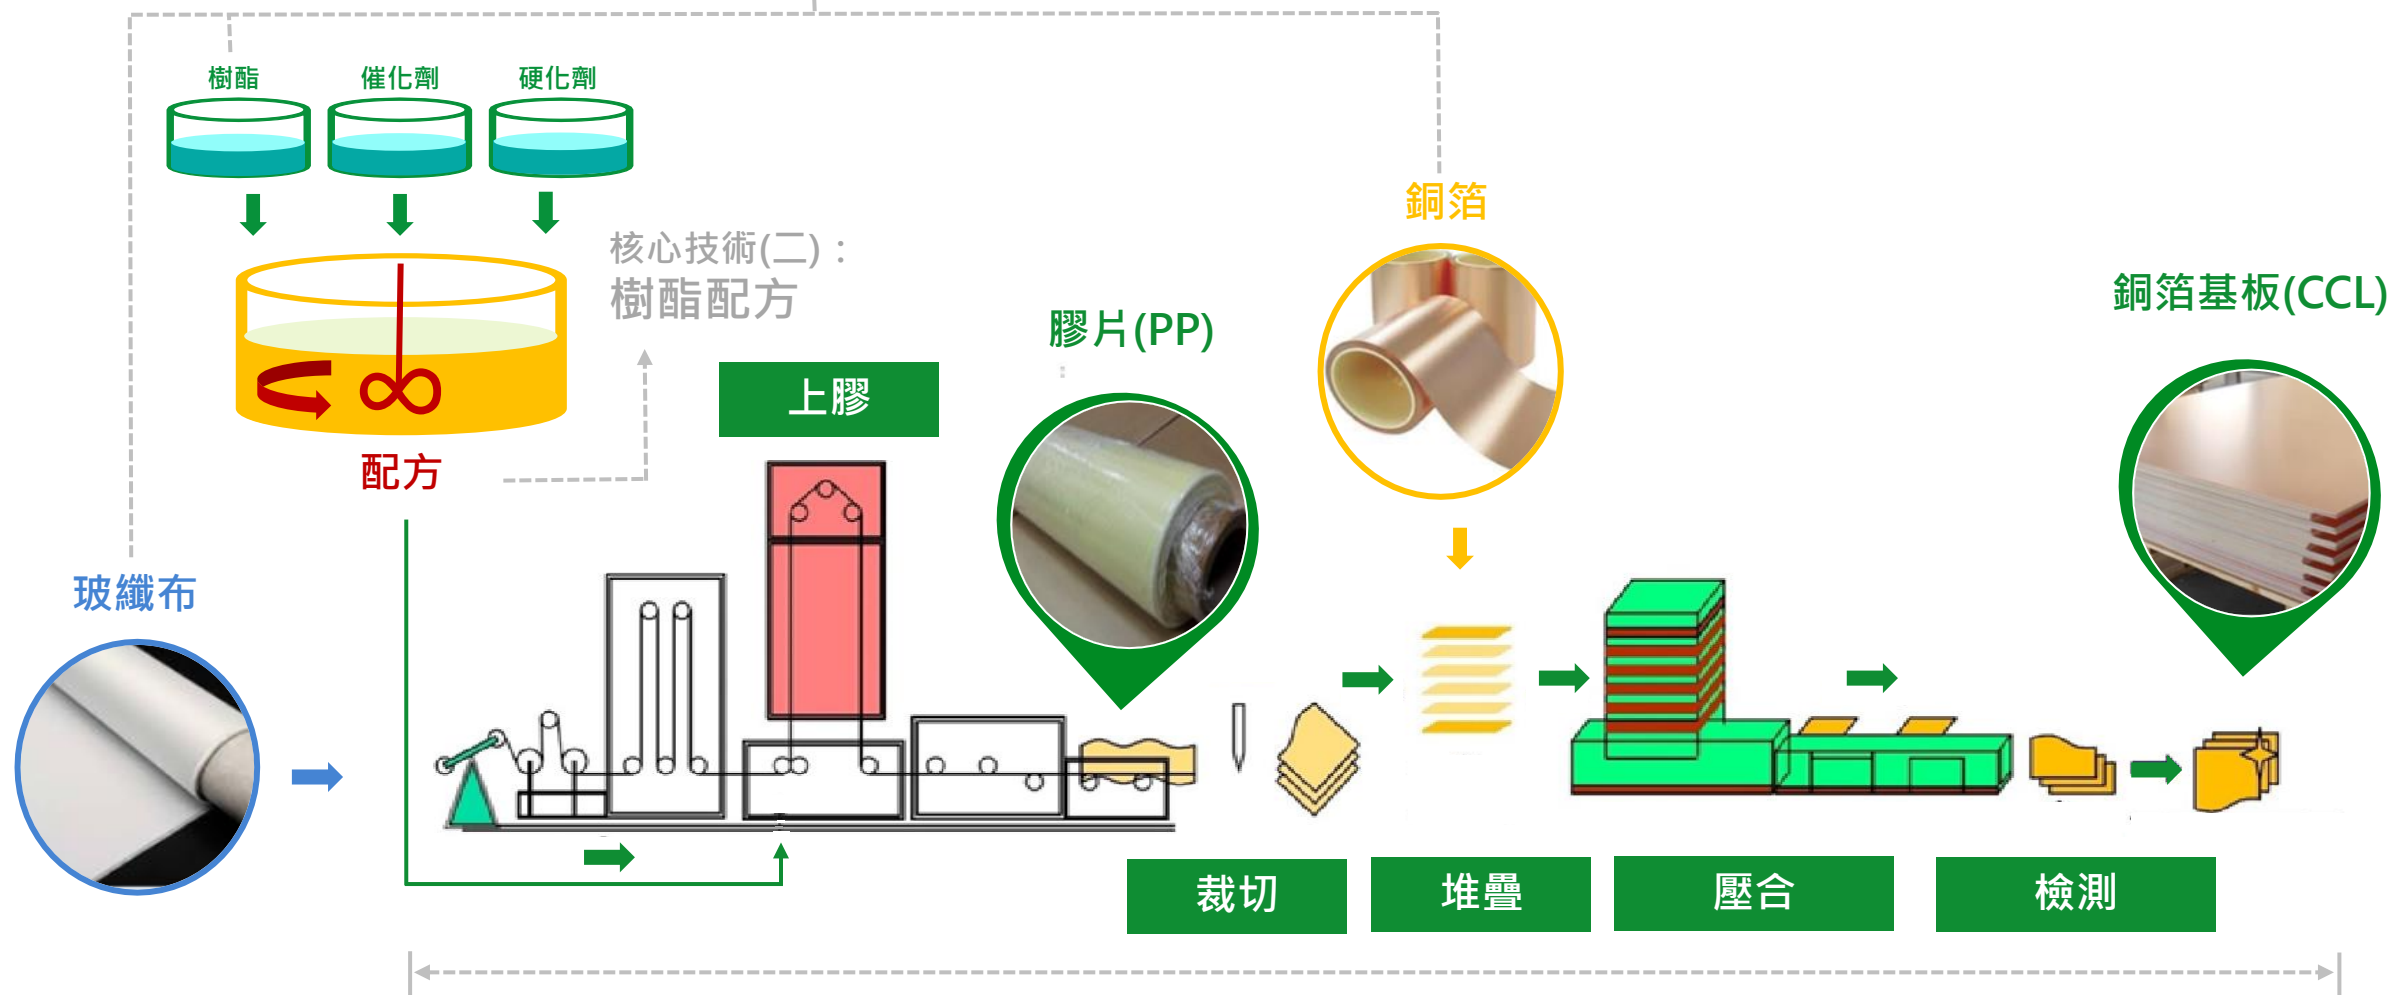 樹酯
催化劑
硬化劑
核心技術(二)：
樹酯配方
配方
玻纖布
上膠
膠片(PP)
銅箔
銅箔基板(CCL)
裁切
堆疊
壓合
檢測